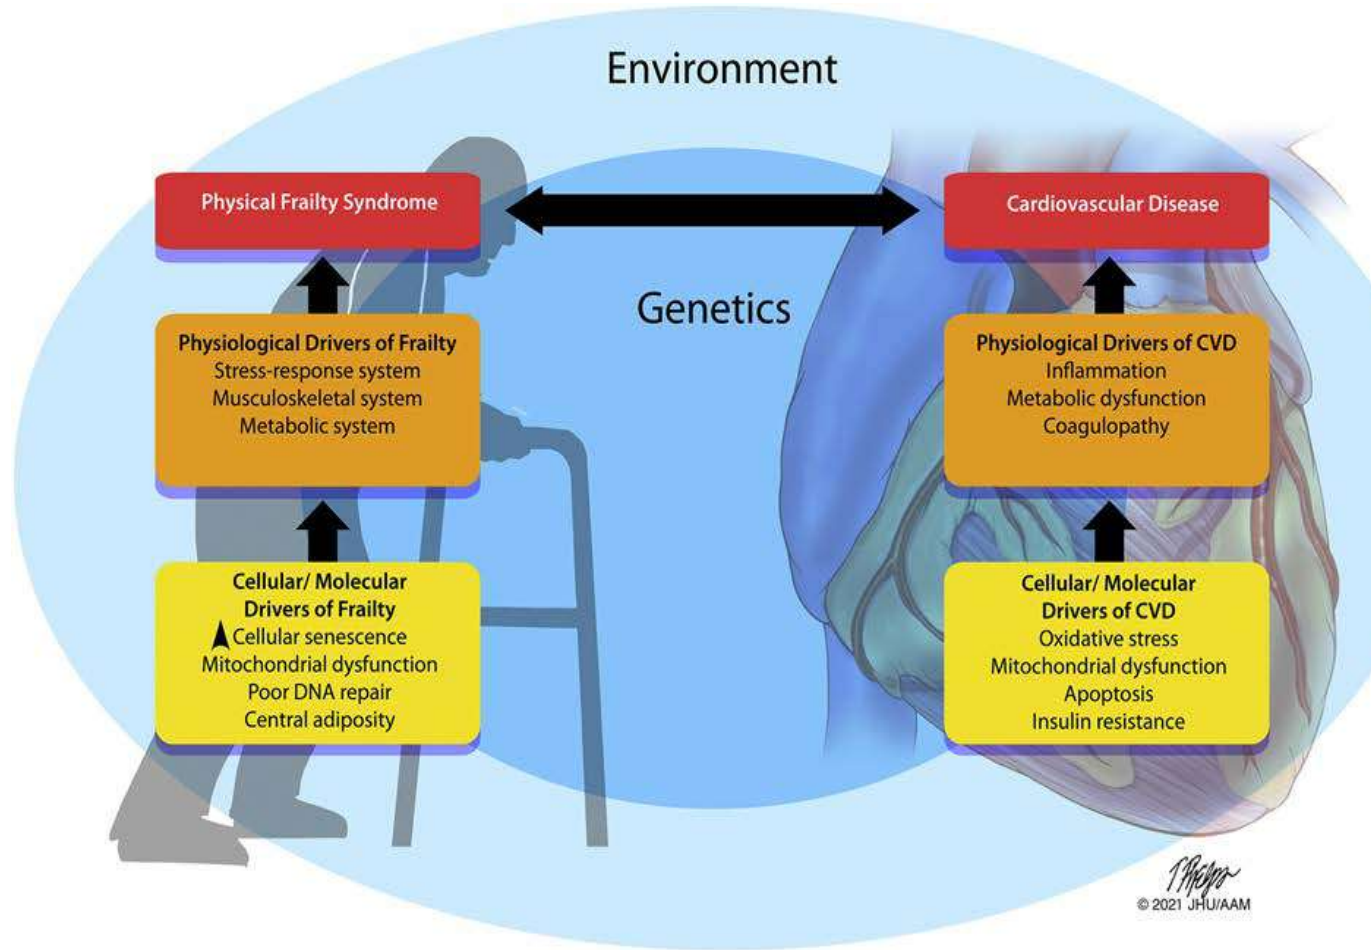 Environment
Physical Frailty Syndrome
Cardiovascular Disease
Genetics
Physiological Drivers of Frailty
Stress-response system
Musculoskeletal system
Metabolic system
Physiological Drivers of CVD
Inflammation
Metabolic dysfunction
Coagulopathy
Cellular/ Molecular
Drivers of Frailty
Cellular senescence
Mitochondrial dysfunction
Poor DNA repair
Central adiposity
Cellular/ Molecular
Drivers of CVD
Oxidative stress
Mitochondrial dysfunction
Apoptosis
Insulin resistance
© 2021 JHU/AAM